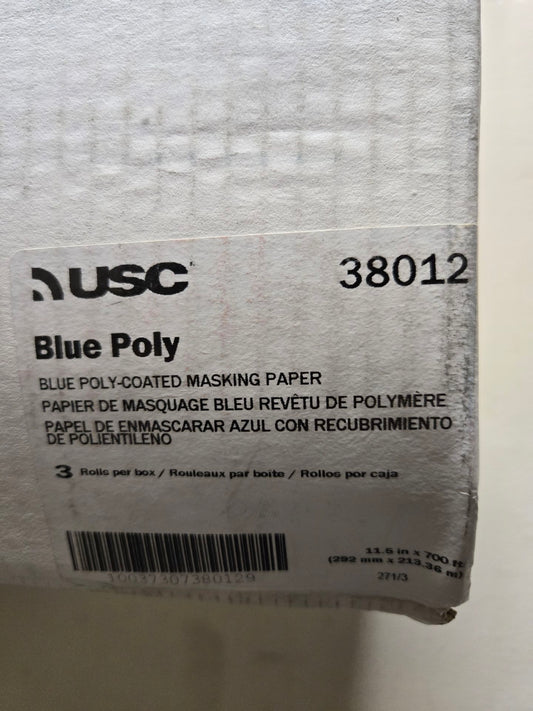 USC
38012
Blue Poly
BLUE POLY-COATED MASKING PAPER
PAPIER DE MASQUAGE BLEU REVÊTU DE POLYMÈRE
PAPEL DE ENMASCARAR AZUL CON RECUBRIMIENTO
DE POLIENTILENO
3 Rolls per box / Rouleaux par boîte / Rollos por caja
11.5 in x 700 ft
(292 mm x 213.36 m)
10037307380129
271/3